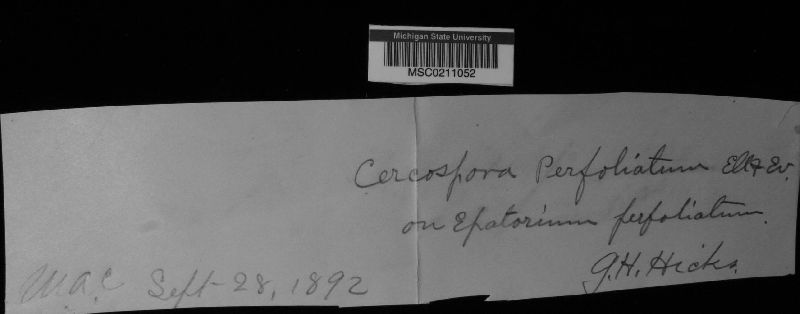 Michigan State University
MSC0211052
Cercospora Perfoliatum Ell & Ev.
on Epatorium perfoliatum.
G.H. Hicks.
M.A.C Sept 28, 1892